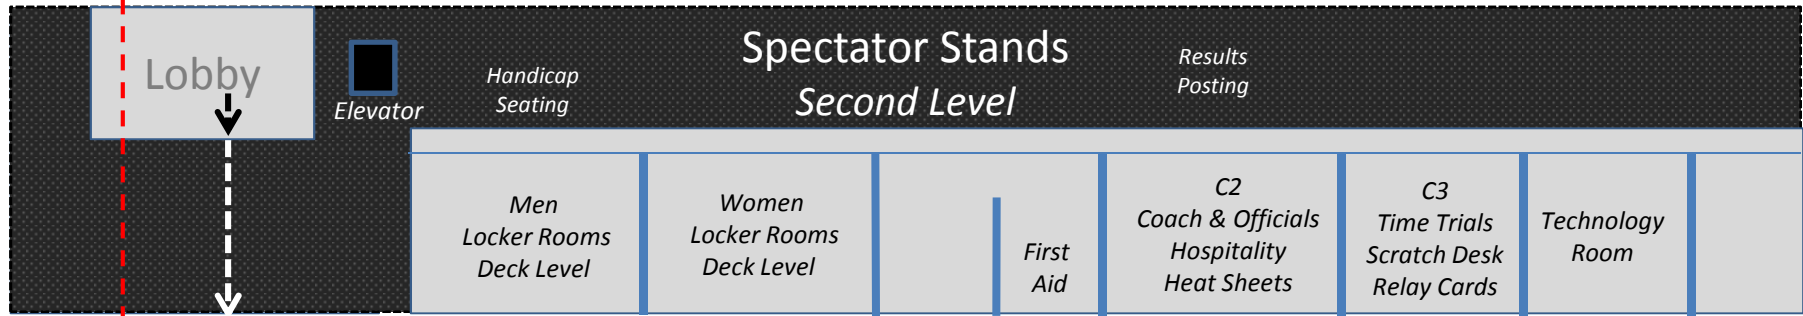 Lobby
Elevator
Handicap
Seating
Spectator Stands
Second Level
Results
Posting
Men
Locker Rooms
Deck Level
Women
Locker Rooms
Deck Level
First
Aid
C2
Coach & Officials
Hospitality
Heat Sheets
C3
Time Trials
Scratch Desk
Relay Cards
Technology
Room